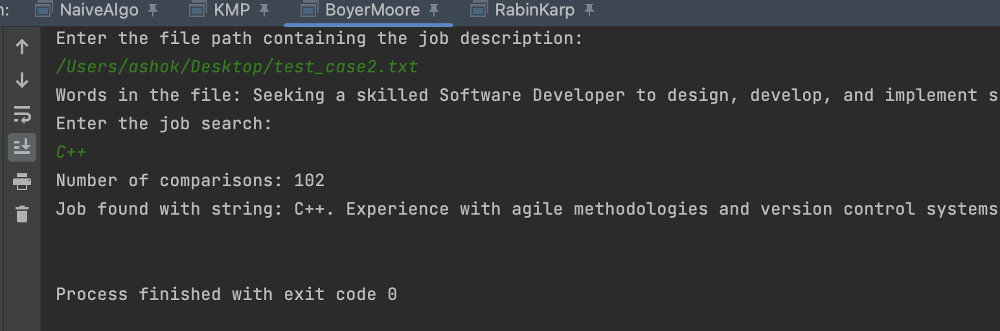 n: NaiveAlgo KMP BoyerMoore RabinKarp
Enter the file path containing the job description:
/Users/ashok/Desktop/test_case2.txt
Words in the file: Seeking a skilled Software Developer to design, develop, and implement s
Enter the job search:
C++
Number of comparisons: 102
Job found with string: C++. Experience with agile methodologies and version control systems
Process finished with exit code 0